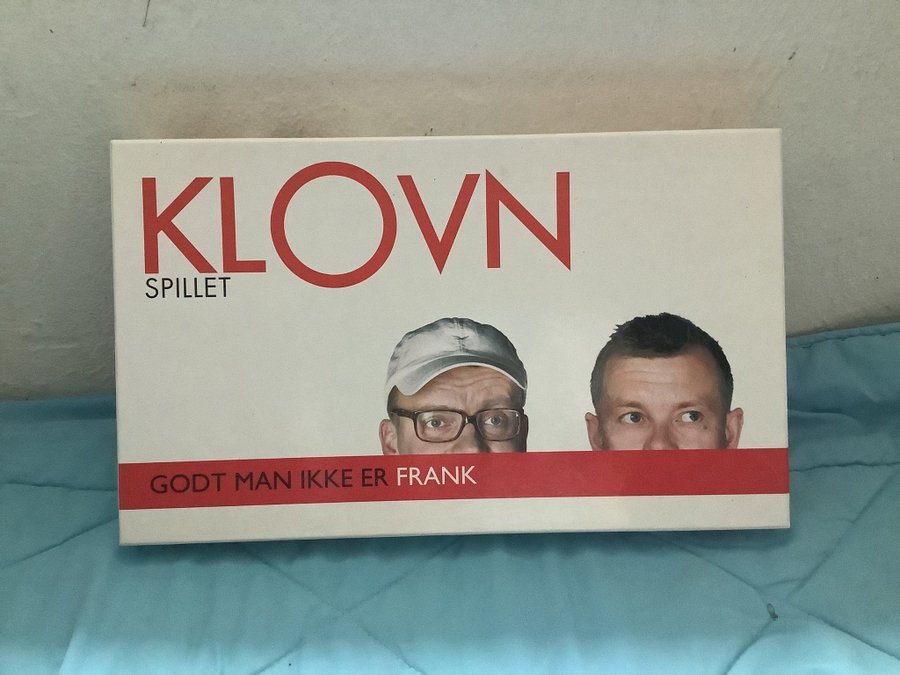 KLOVN
SPILLET
GODT MAN IKKE ER FRANK